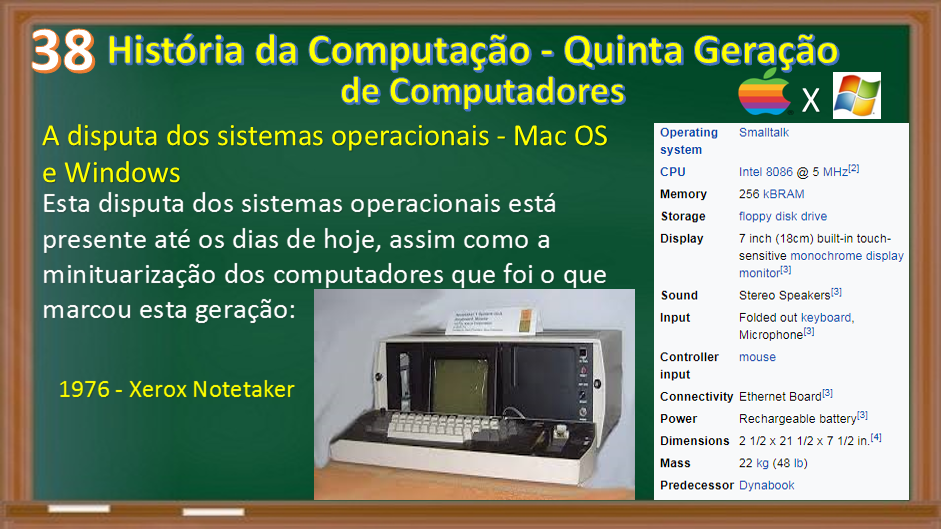 38 História da Computação - Quinta Geração
de Computadores
X
A disputa dos sistemas operacionais - Mac OS
e Windows
Esta disputa dos sistemas operacionais está
presente até os dias de hoje, assim como a
minituarização dos computadores que foi o que
marcou esta geração:
1976 - Xerox Notetaker
Operating system Smalltalk
CPU Intel 8086 @ 5 MHz[2]
Memory 256 kBRAM
Storage floppy disk drive
Display 7 inch (18cm) built-in touch-
sensitive monochrome display
monitor[3]
Sound Stereo Speakers[3]
Input Folded out keyboard,
Microphone[3]
Controller input mouse
Connectivity Ethernet Board[3]
Power Rechargeable battery[3]
Dimensions 2 1/2 x 21 1/2 x 7 1/2 in.[4]
Mass 22 kg (48 lb)
Predecessor Dynabook